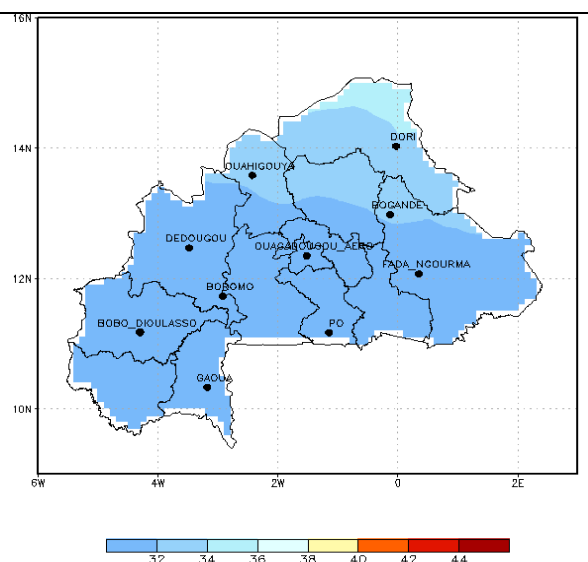 16N
14N
DORI
OUAHIGOUYA
BOGANDE
DEDOUGOU
OUAGADOUGOU_AERO
FADA_NGOURMA
12N
BOROMO
BOBO_DIOULASSO
PO
GAOUA
10N
6W 4W 2W 0 2E
32 34 36 38 40 42 44